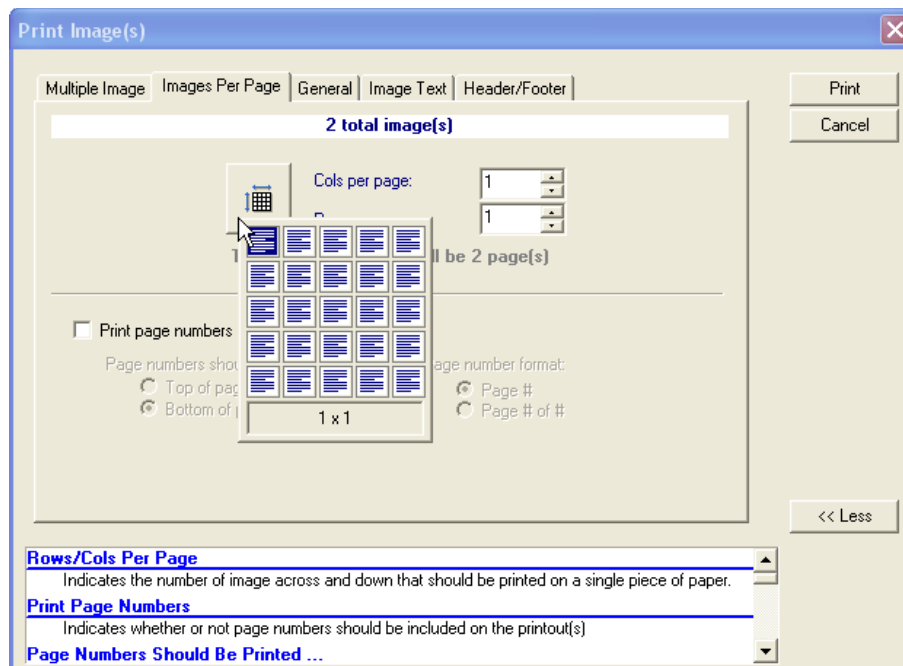 Print Image(s)
Multiple Image Images Per Page General Image Text Header/Footer
Print
Cancel
2 total image(s)
Cols per page: 1
1
be 2 page(s)
Print page numbers
Page numbers age number format:
Top of Page #
Bottom of Page # of #
1 x 1
<< Less
Rows/Cols Per Page
Indicates the number of image across and down that should be printed on a single piece of paper.
Print Page Numbers
Indicates whether or not page numbers should be included on the printout(s)
Page Numbers Should Be Printed ...